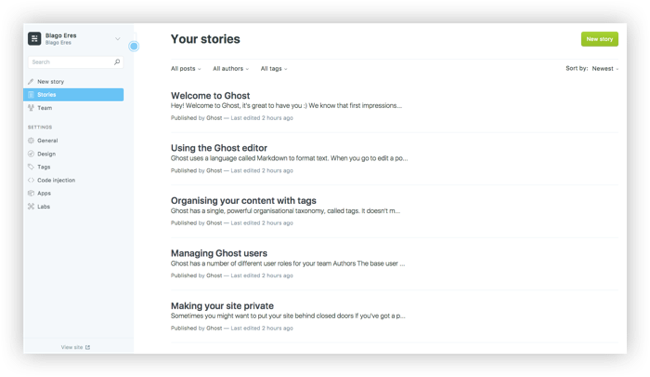 Blago Eres
Blago Eres
Search
New story
Stories
Team
SETTINGS
General
Design
Tags
Code injection
Apps
Labs
View site
Your stories
New story
All posts
All authors
All tags
Sort by: Newest
Welcome to Ghost
Hey! Welcome to Ghost, it's great to have you :) We know that first impressions...
Published by Ghost — Last edited 2 hours ago
Using the Ghost editor
Ghost uses a language called Markdown to format text. When you go to edit a po...
Published by Ghost — Last edited 2 hours ago
Organising your content with tags
Ghost has a single, powerful organisational taxonomy, called tags. It doesn't m...
Published by Ghost — Last edited 2 hours ago
Managing Ghost users
Ghost has a number of different user roles for your team Authors The base user ...
Published by Ghost — Last edited 2 hours ago
Making your site private
Sometimes you might want to put your site behind closed doors If you've got a p...
Published by Ghost — Last edited 2 hours ago